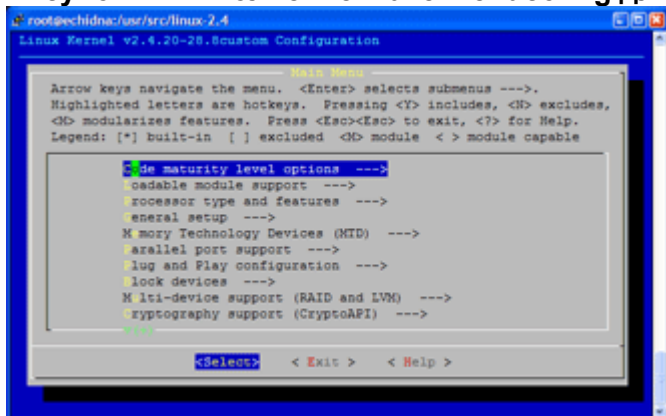 root@echidna:/usr/src/linux-2.4
Linux Kernel v2.4.20-28.8custom Configuration
Main Menu
Arrow keys navigate the menu. <Enter> selects submenus --->.
Highlighted letters are hotkeys. Pressing <Y> includes, <N> excludes,
<M> modularizes features. Press <Esc><Esc> to exit, <?> for Help.
Legend: [*] built-in [ ] excluded <M> module < > module capable
Code maturity level options --->
Loadable module support --->
Processor type and features --->
General setup --->
Memory Technology Devices (MTD) --->
Parallel port support --->
Plug and Play configuration --->
Block devices --->
Multi-device support (RAID and LVM) --->
Cryptography support (CryptoAPI) --->
<Select> < Exit > < Help >